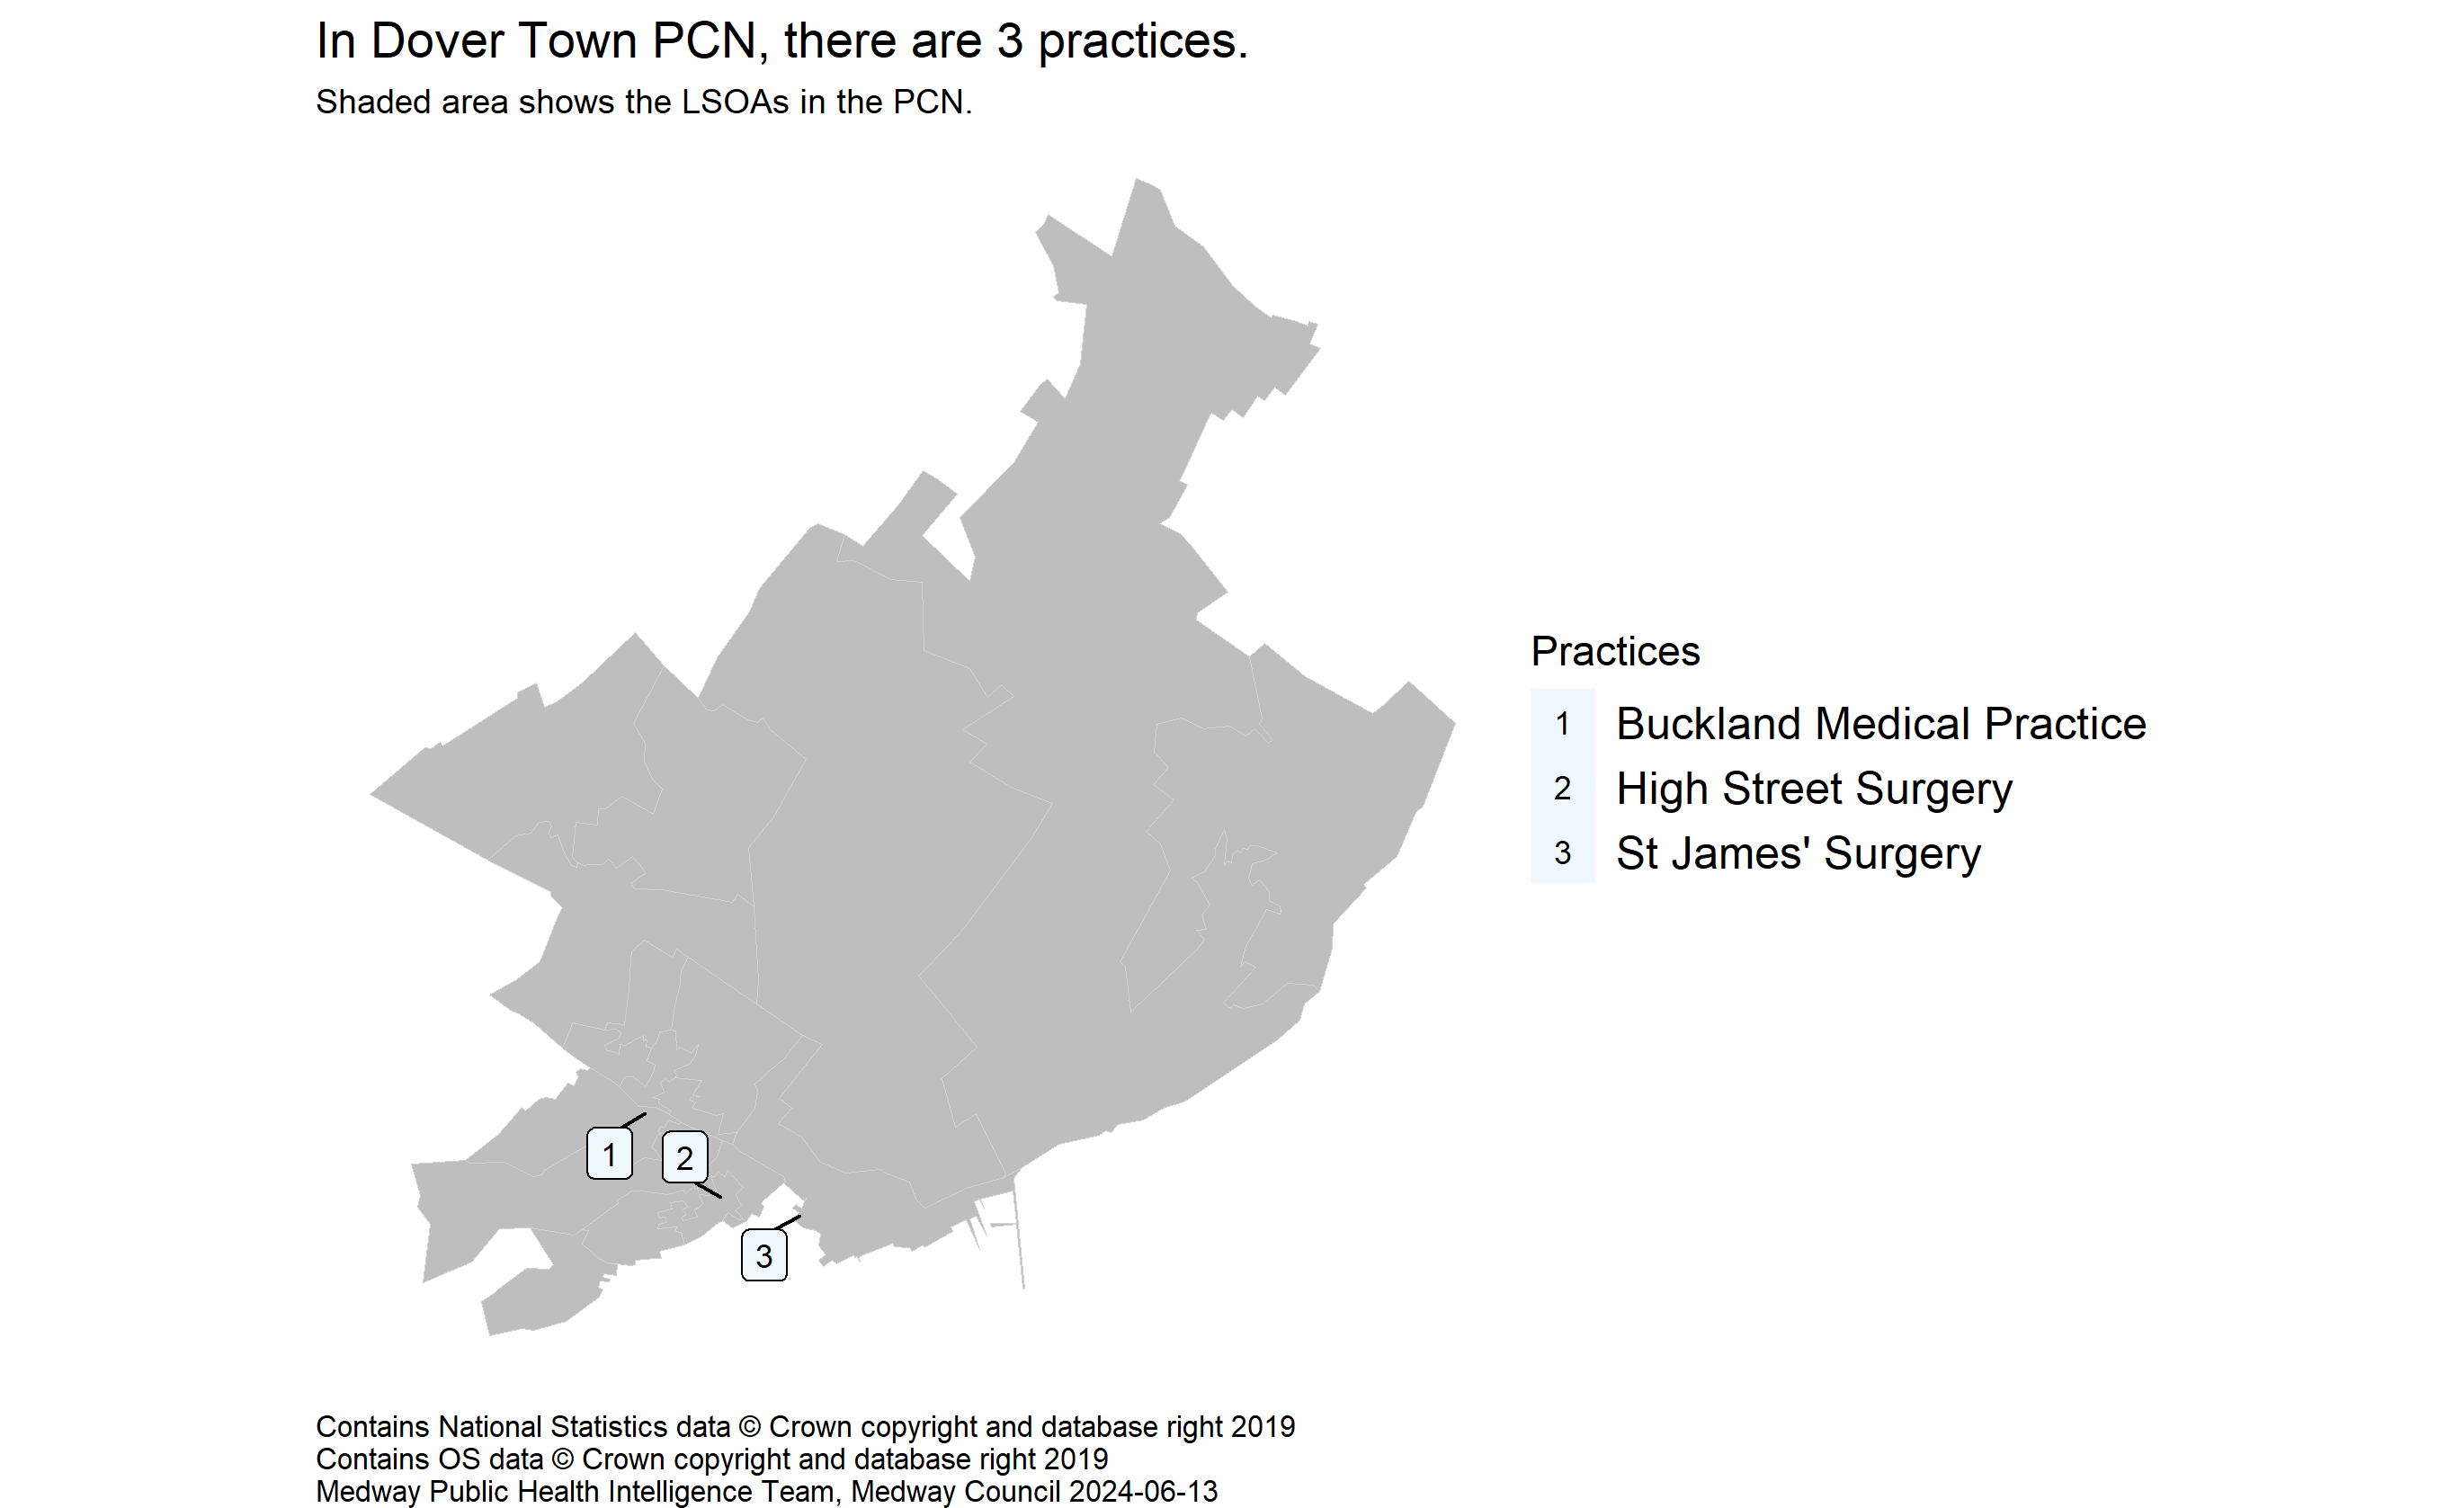 In Dover Town PCN, there are 3 practices.
Shaded area shows the LSOAs in the PCN.
Practices
1 Buckland Medical Practice
2 High Street Surgery
3 St James' Surgery
1
2
3
Contains National Statistics data © Crown copyright and database right 2019
Contains OS data © Crown copyright and database right 2019
Medway Public Health Intelligence Team, Medway Council 2024-06-13